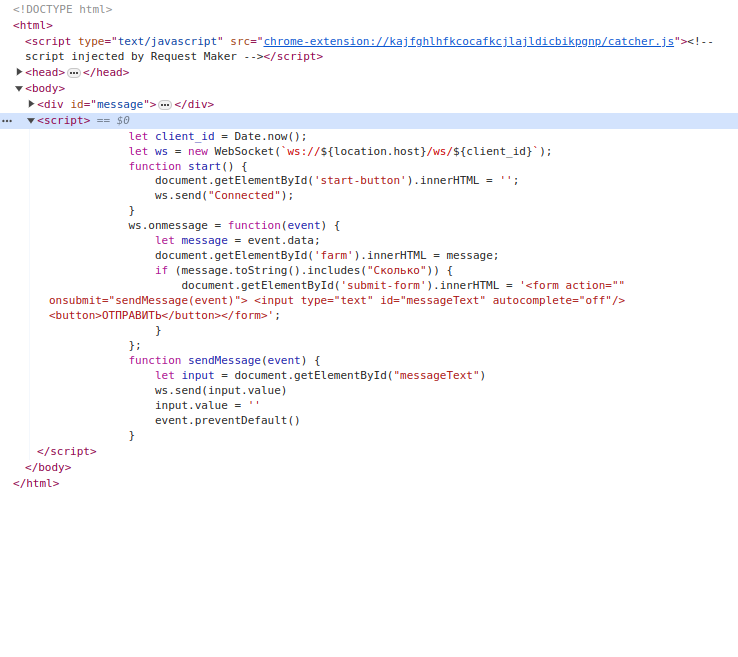 <!DOCTYPE html>
<html>
<script type="text/javascript" src="chrome-extension://kajfghlhfkcocafkcjlajldicbikpgnp/catcher.js"><!--
script injected by Request Maker --></script>
▶<head>…</head>
▼<body>
▶<div id="message">…</div>
… ▼<script> == $0
let client_id = Date.now();
let ws = new WebSocket(`ws://${location.host}/ws/${client_id}`);
function start() {
document.getElementById('start-button').innerHTML = '';
ws.send("Connected");
}
ws.onmessage = function(event) {
let message = event.data;
document.getElementById('farm').innerHTML = message;
if (message.toString().includes("Сколько")) {
document.getElementById('submit-form').innerHTML = '<form action=""
onsubmit="sendMessage(event)"> <input type="text" id="messageText" autocomplete="off"/>
<button>ОТПРАВИТЬ</button></form>';
}
};
function sendMessage(event) {
let input = document.getElementById("messageText")
ws.send(input.value)
input.value = ''
event.preventDefault()
}
</script>
</body>
</html>